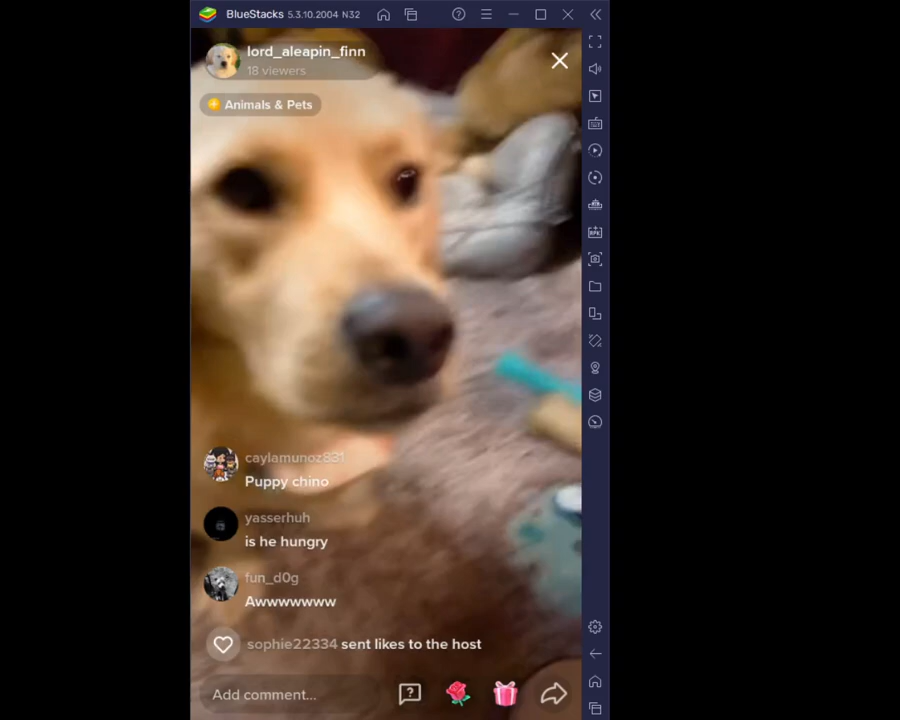 BlueStacks 5.3.10.2004 N32
lord_aleapin_finn
18 viewers
Animals & Pets
caylamunoz831
Puppy chino
yasserhuh
is he hungry
fun_d0g
Awwwwwww
sophie22334 sent likes to the host
Add comment...